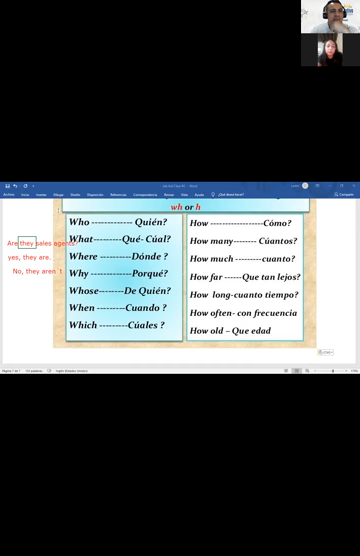 wh or h
Who ------------- Quién?
What--------Qué- Cúal?
Where ----------Dónde ?
Why ------------Porqué?
Whose--------De Quién?
When ---------Cuando ?
Which ---------Cúales ?
How ------------------Cómo?
How many-------- Cúantos?
How much ---------cuanto?
How far ------Que tan lejos?
How long-cuanto tiempo?
How often- con frecuencia
How old – Que edad
Are they sales agents?
yes, they are.
No, they aren´t